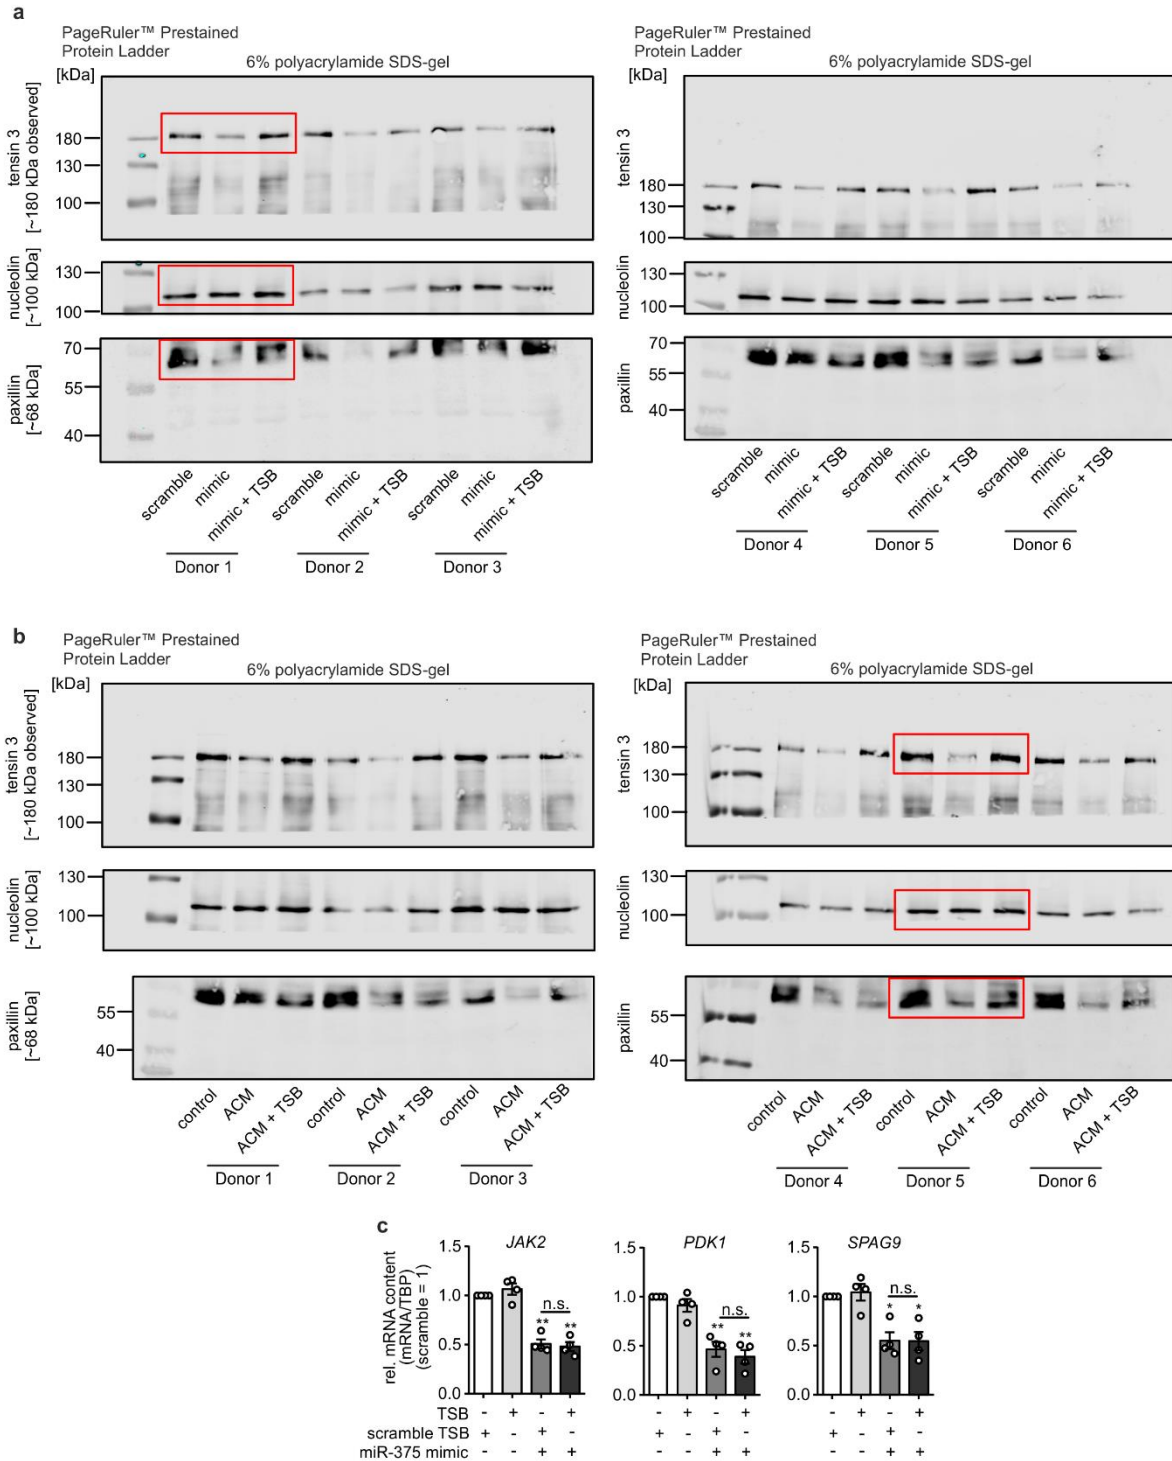 a
PageRuler™ Prestained
Protein Ladder
6% polyacrylamide SDS-gel
[kDa]
tensin 3
[~180 kDa observed]
180
130
100
nucleolin
[~100 kDa]
130
100
paxillin
[~68 kDa]
70
55
40
scramble
mimic
mimic + TSB
scramble
mimic
mimic + TSB
scramble
mimic
mimic + TSB
Donor 1
Donor 2
Donor 3
PageRuler™ Prestained
Protein Ladder
6% polyacrylamide SDS-gel
[kDa]
tensin 3
180
130
100
nucleolin
130
100
paxillin
70
55
40
scramble
mimic
mimic + TSB
scramble
mimic
mimic + TSB
scramble
mimic
mimic + TSB
Donor 4
Donor 5
Donor 6
b
PageRuler™ Prestained
Protein Ladder
6% polyacrylamide SDS-gel
[kDa]
tensin 3
[~180 kDa observed]
180
130
100
nucleolin
[~100 kDa]
130
100
paxillin
[~68 kDa]
55
40
control
ACM
ACM + TSB
control
ACM
ACM + TSB
control
ACM
ACM + TSB
Donor 1
Donor 2
Donor 3
PageRuler™ Prestained
Protein Ladder
6% polyacrylamide SDS-gel
[kDa]
tensin 3
180
130
100
nucleolin
130
100
paxillin
55
40
control
ACM
ACM + TSB
control
ACM
ACM + TSB
control
ACM
ACM + TSB
Donor 4
Donor 5
Donor 6
c
rel. mRNA content
(mRNA/TBP)
(scramble = 1)
JAK2
1.5
1.0
0.5
0.0
n.s.
** **
PDK1
1.5
1.0
0.5
0.0
n.s.
** **
SPAG9
1.5
1.0
0.5
0.0
n.s.
* *
TSB - + - + - + - + - + - +
scramble TSB + - + - + - + - + - + -
miR-375 mimic - - + + - - + + - - + +